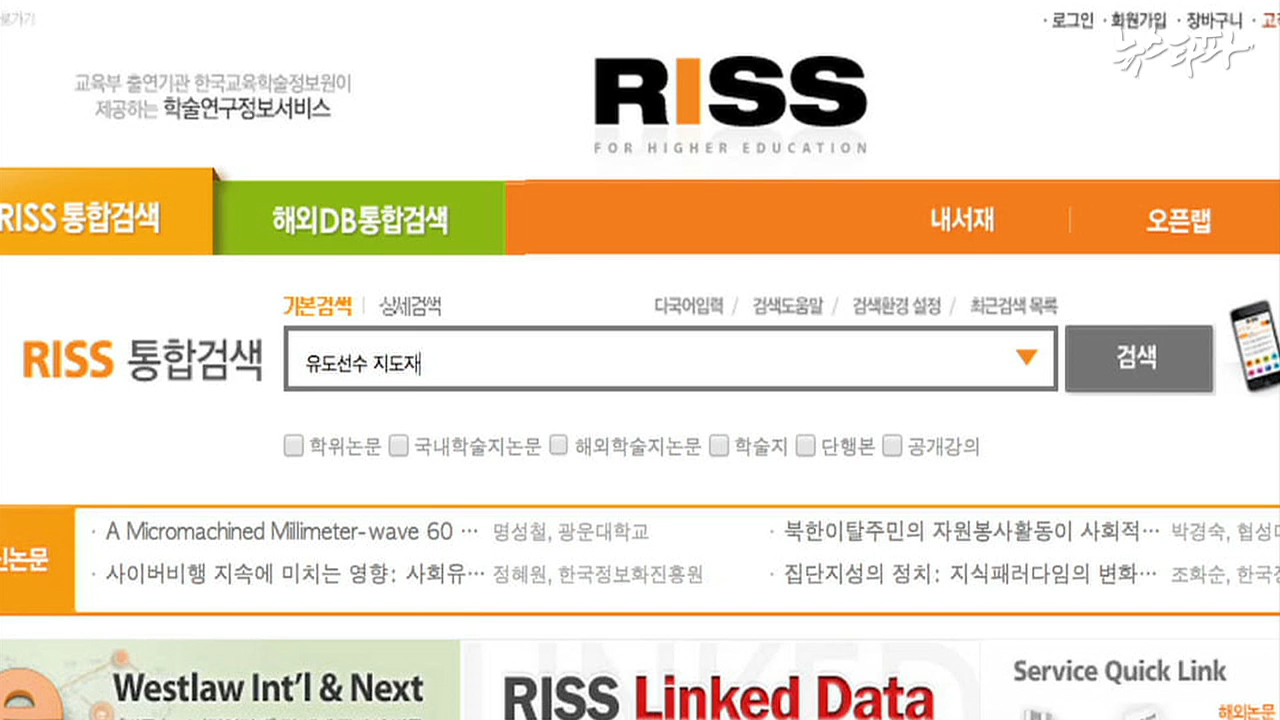 로가기
· 로그인 · 회원가입 · 장바구니 · 고
뉴스타파
교육부 출연기관 한국교육학술정보원이
제공하는 학술연구정보서비스
RISS
FOR HIGHER EDUCATION
RISS 통합검색 해외DB통합검색 내서재 오픈랩
기본검색 상세검색 다국어입력 / 검색도움말 / 검색환경 설정 / 최근검색 목록
RISS 통합검색 유도선수 지도재 검색
학위논문 국내학술지논문 해외학술지논문 학술지 단행본 공개강의
· A Micromachined Millimeter-wave 60 ··· 명성철, 광운대학교 · 북한이탈주민의 자원봉사활동이 사회적··· 박경숙, 협성대
신논문
· 사이버비행 지속에 미치는 영향: 사회유··· 정혜원, 한국정보화진흥원 · 집단지성의 정치: 지식패러다임의 변화··· 조화순, 한국정
Westlaw Int'l & Next
RISS Linked Data
Service Quick Link
해외논문